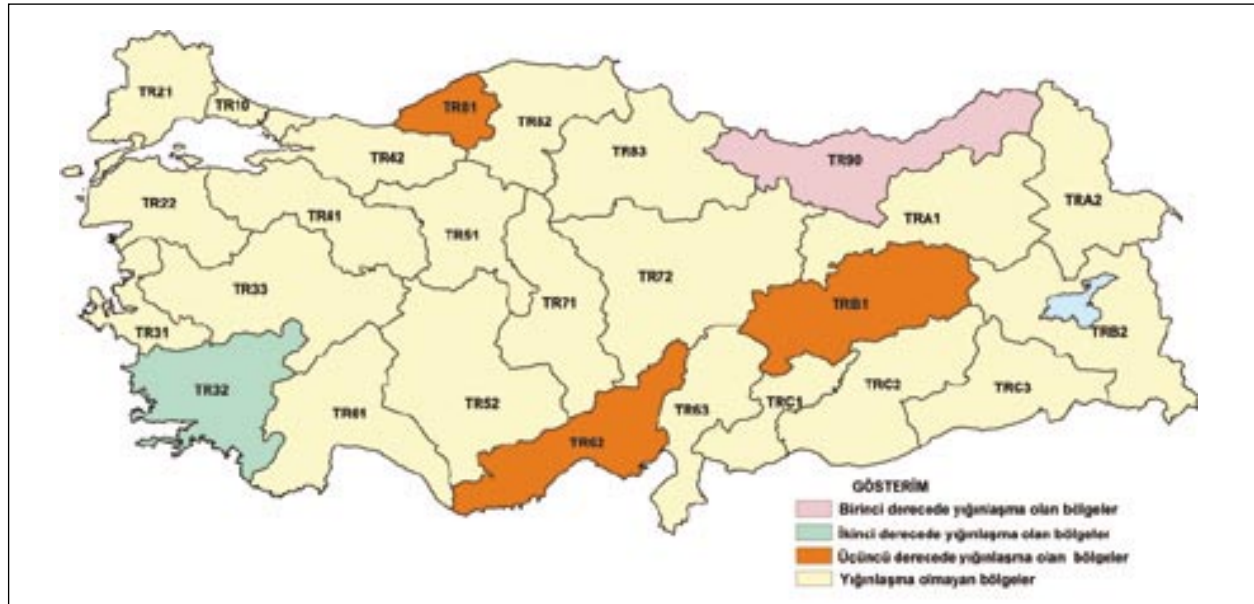 TR21
TR10
TR81
TR82
TR83
TR42
TR90
TRA1
TRA2
TR22
TR41
TR51
TR72
TR33
TR71
TRB1
TR31
TRB2
TR32
TR52
TR61
TR62
TR63
TRC1
TRC2
TRC3
GÖSTERİM
Birinci derecede yığınlaşma olan bölgeler
İkinci derecede yığınlaşma olan bölgeler
Üçüncü derecede yığınlaşma olan bölgeler
Yığınlaşma olmayan bölgeler